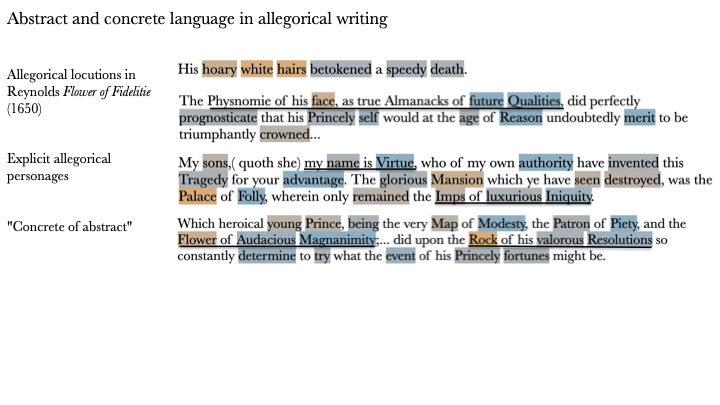 Abstract and concrete language in allegorical writing
Allegorical locutions in
Reynolds Flower of Fidelitie
(1650)
His hoary white hairs betokened a speedy death.
The Physnomie of his face, as true Almanacks of future Qualities, did perfectly
prognosticate that his Princely self would at the age of Reason undoubtedly merit to be
triumphantly crowned...
Explicit allegorical
personages
My sons,( quoth she) my name is Virtue, who of my own authority have invented this
Tragedy for your advantage. The glorious Mansion which ye have seen destroyed, was the
Palace of Folly, wherein only remained the Imps of luxurious Iniquity.
"Concrete of abstract"
Which heroical young Prince, being the very Map of Modesty, the Patron of Piety, and the
Flower of Audacious Magnanimity;... did upon the Rock of his valorous Resolutions so
constantly determine to try what the event of his Princely fortunes might be.